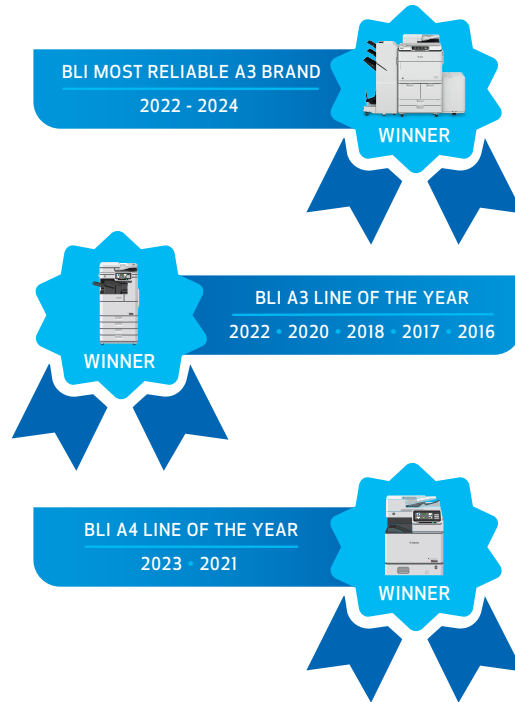 BLI MOST RELIABLE A3 BRAND
2022 - 2024
WINNER
BLI A3 LINE OF THE YEAR
2022 • 2020 • 2018 • 2017 • 2016
WINNER
BLI A4 LINE OF THE YEAR
2023 • 2021
WINNER